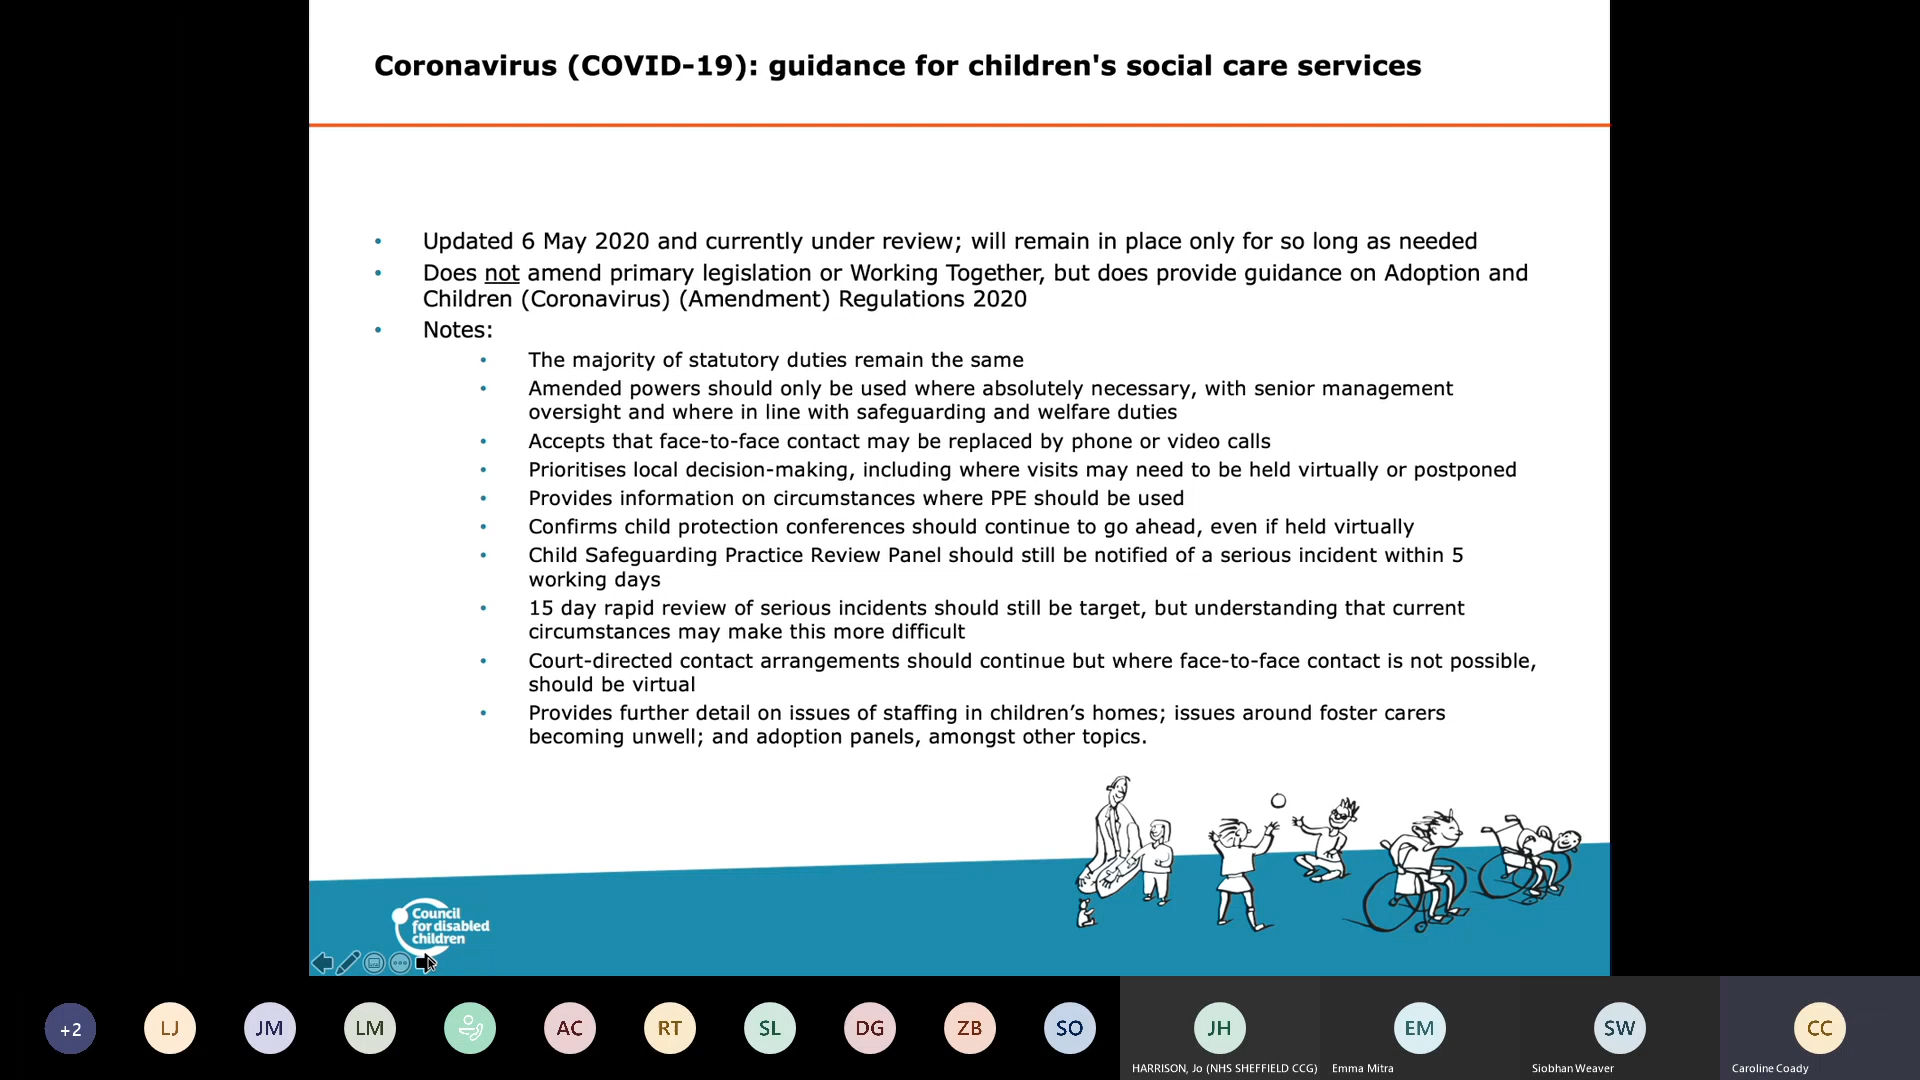 Coronavirus (COVID-19): guidance for children's social care services
• Updated 6 May 2020 and currently under review; will remain in place only for so long as needed
• Does not amend primary legislation or Working Together, but does provide guidance on Adoption and
Children (Coronavirus) (Amendment) Regulations 2020
• Notes:
• The majority of statutory duties remain the same
• Amended powers should only be used where absolutely necessary, with senior management
oversight and where in line with safeguarding and welfare duties
• Accepts that face-to-face contact may be replaced by phone or video calls
• Prioritises local decision-making, including where visits may need to be held virtually or postponed
• Provides information on circumstances where PPE should be used
• Confirms child protection conferences should continue to go ahead, even if held virtually
• Child Safeguarding Practice Review Panel should still be notified of a serious incident within 5
working days
• 15 day rapid review of serious incidents should still be target, but understanding that current
circumstances may make this more difficult
• Court-directed contact arrangements should continue but where face-to-face contact is not possible,
should be virtual
• Provides further detail on issues of staffing in children’s homes; issues around foster carers
becoming unwell; and adoption panels, amongst other topics.
Council
for disabled
children
+2 LJ JM LM AC RT SL DG ZB SO JH EM SW CC
HARRISON, Jo (NHS SHEFFIELD CCG) Emma Mitra Siobhan Weaver Caroline Coady